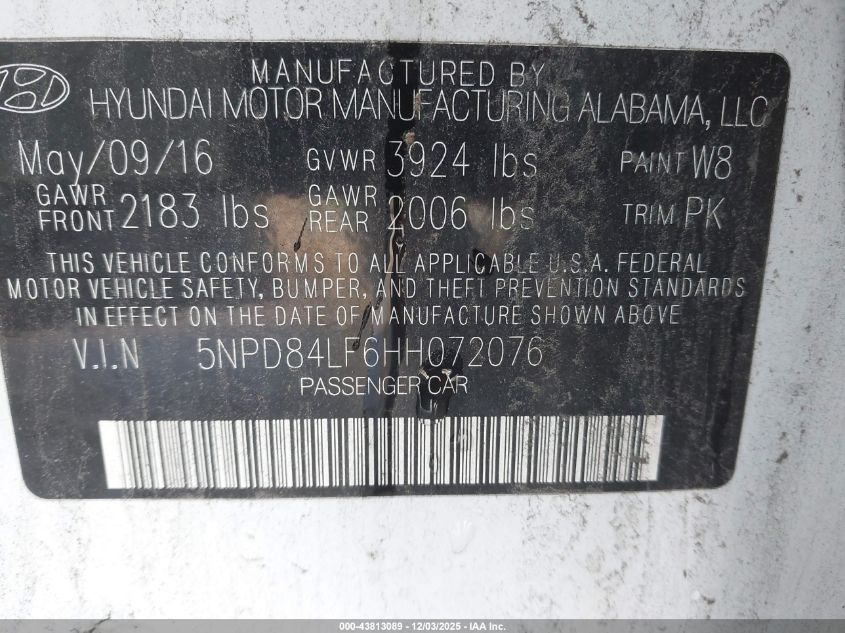 MANUFACTURED BY
HYUNDAI MOTOR MANUFACTURING ALABAMA, LLC
May/09/16 GVWR 3924 lbs PAINT W8
GAWR FRONT 2183 lbs GAWR REAR 2006 lbs TRIM PK
THIS VEHICLE CONFORMS TO ALL APPLICABLE U.S.A. FEDERAL
MOTOR VEHICLE SAFETY, BUMPER, AND THEFT PREVENTION STANDARDS
IN EFFECT ON THE DATE OF MANUFACTURE SHOWN ABOVE
V.I.N 5NPD84LF6HH072076
PASSENGER CAR
000-43813089 - 12/03/2025 - IAA Inc.